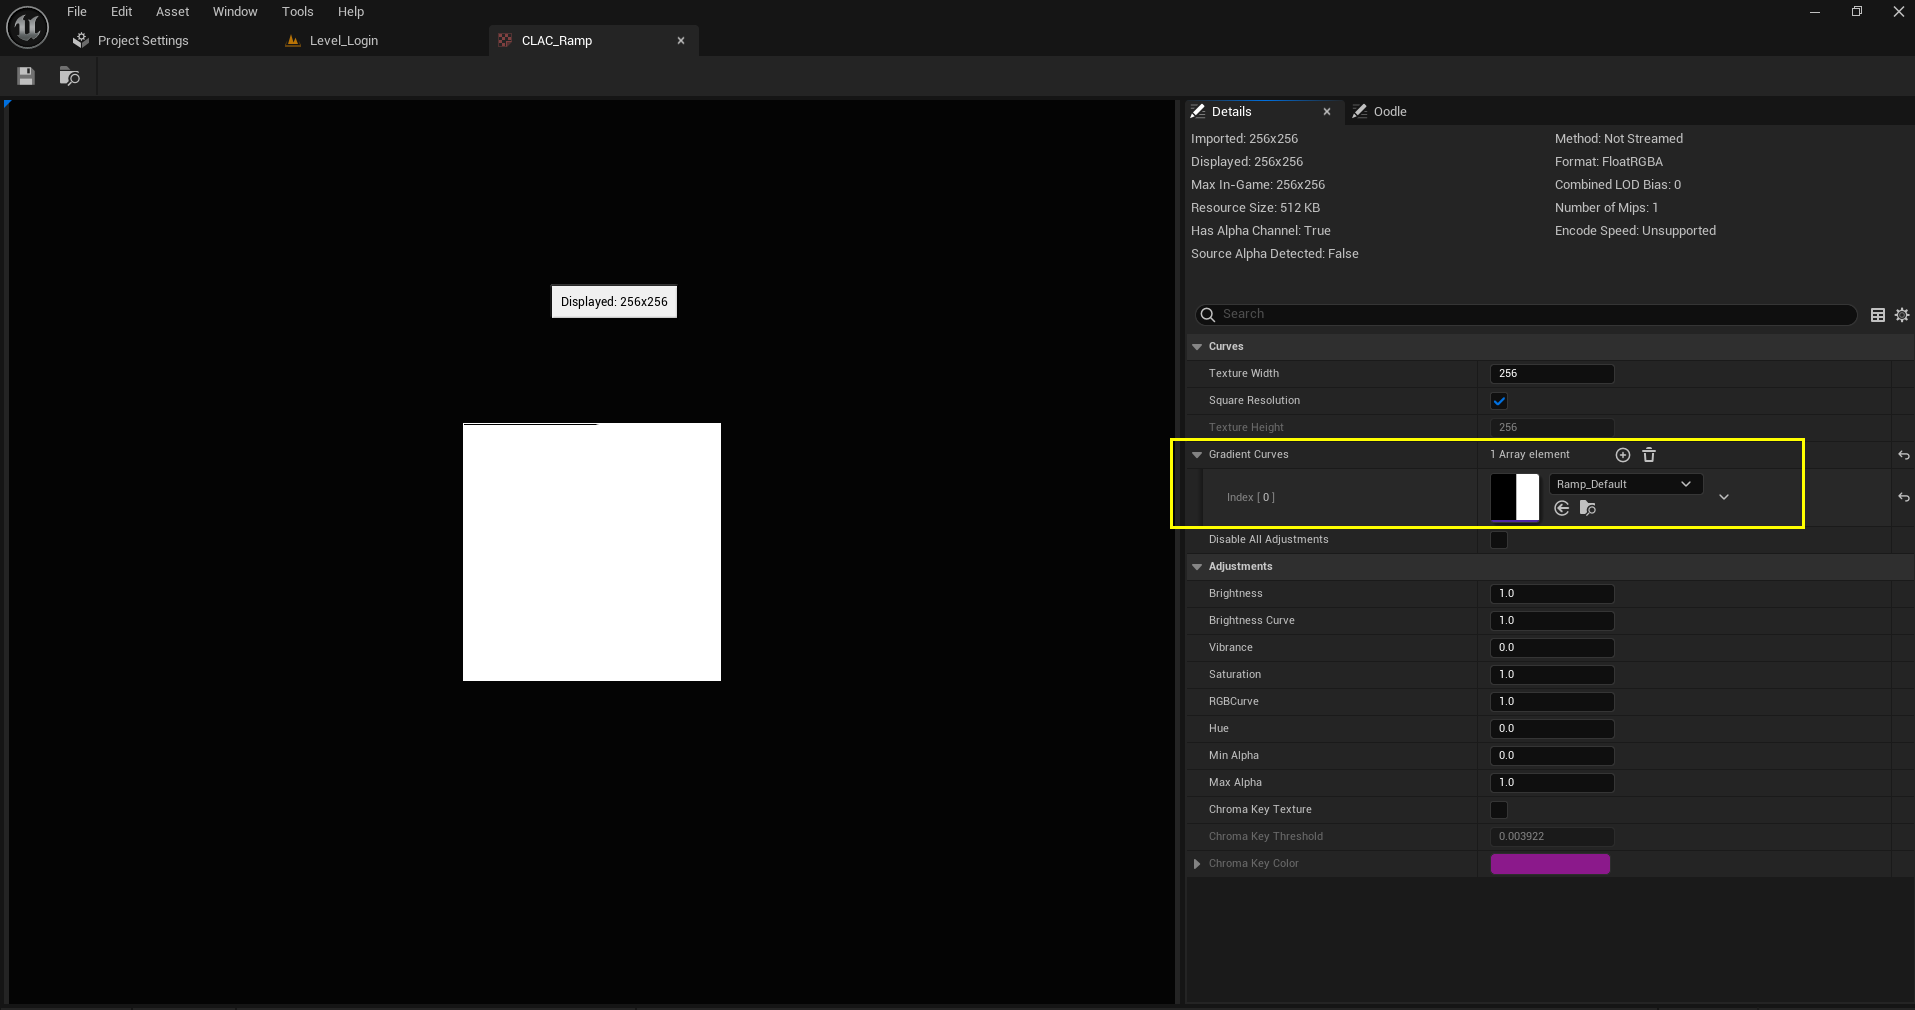 File Edit Asset Window Tools Help
Project Settings Level_Login CLAC_Ramp
Details Oodle
Imported: 256x256 Method: Not Streamed
Displayed: 256x256 Format: FloatRGBA
Max In-Game: 256x256 Combined LOD Bias: 0
Resource Size: 512 KB Number of Mips: 1
Has Alpha Channel: True Encode Speed: Unsupported
Source Alpha Detected: False
Displayed: 256x256
Search
Curves
Texture Width 256
Square Resolution
Texture Height 256
Gradient Curves 1 Array element
Index [ 0 ] Ramp_Default
Disable All Adjustments
Adjustments
Brightness 1.0
Brightness Curve 1.0
Vibrance 0.0
Saturation 1.0
RGBCurve 1.0
Hue 0.0
Min Alpha 0.0
Max Alpha 1.0
Chroma Key Texture
Chroma Key Threshold 0.003922
Chroma Key Color